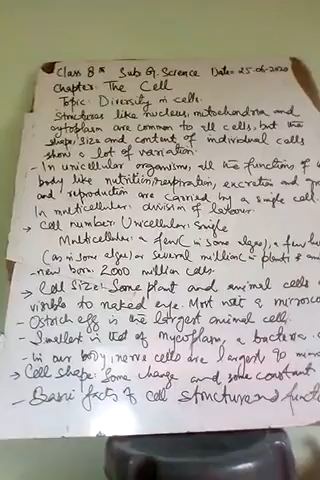 Class 8th Sub G. Science Date= 25-06-2020
Chapter: The Cell
Topic: Diversity in cells.
Structures like nucleus, mitochondria and
cytoplasm are common to all cells, but the
shape, size and content of individual cells
show a lot of variation.
- In unicellular organisms, all the functions of
body like nutrition, respiration, excretion and
and reproduction are carried by a single cell.
In multicellular: division of labour.
→ Cell number: Unicellular: single
Multicellular: a few (in some algae), a few
(as in some algae) or several million in plants &
- new born: 2000 million cells.
→ Cell size: Some plant and animal cells
visible to naked eye. Most need a
- Ostrich egg is the largest animal cell.
- Smallest is that of mycoplasm, a bacteria.
- In our body, nerve cells are largest, 90
→ Cell shape: Some change and some constant
- Basic facts of cell structure and